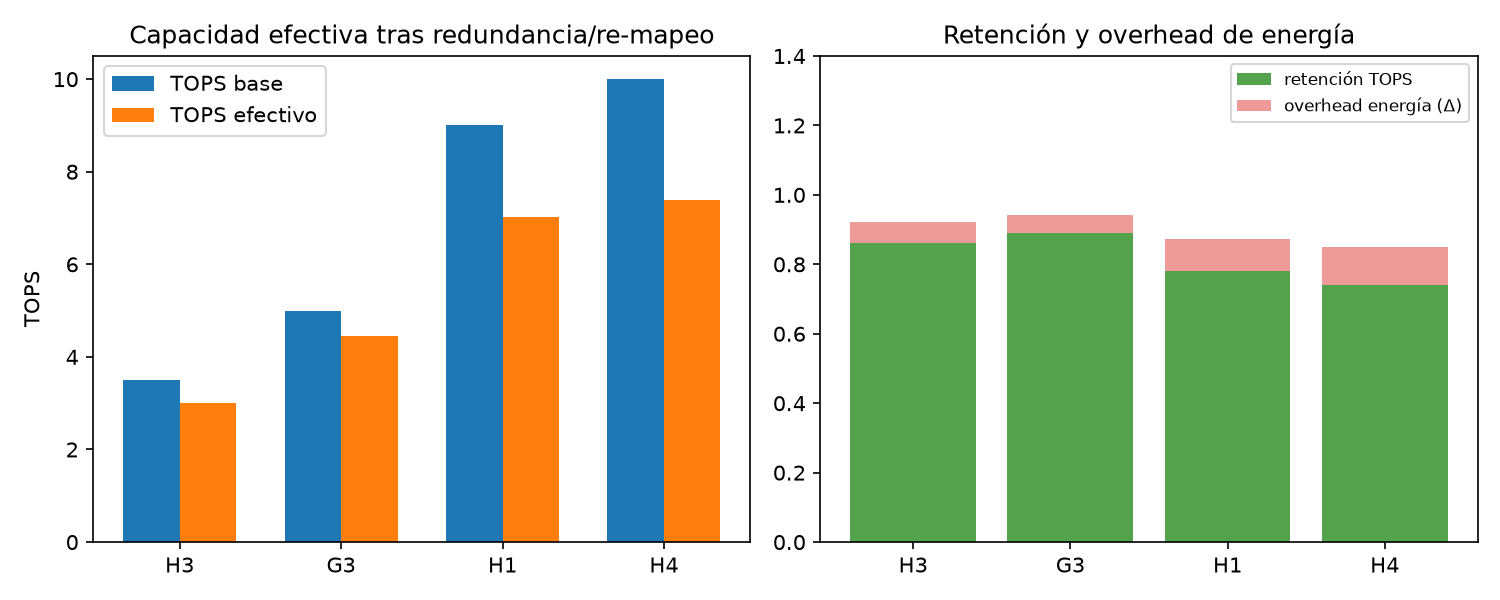 Capacidad efectiva tras redundancia/re-mapeo
TOPS base
TOPS efectivo
TOPS
10
8
6
4
2
0
H3 G3 H1 H4
Retención y overhead de energía
retención TOPS
overhead energía (Δ)
1.4
1.2
1.0
0.8
0.6
0.4
0.2
0.0
H3 G3 H1 H4